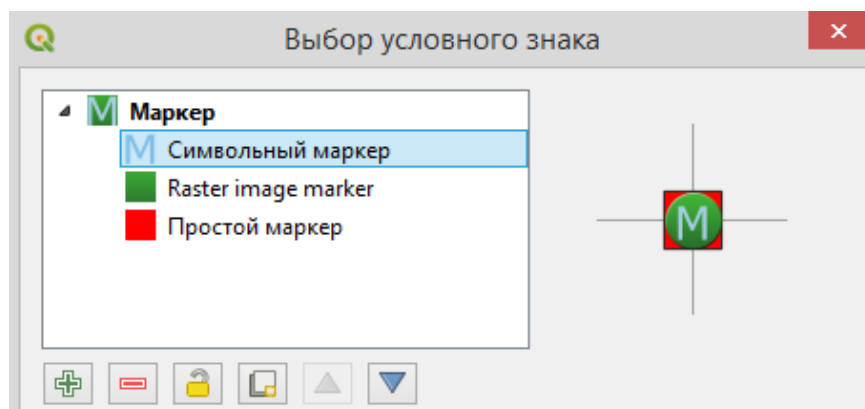 Выбор условного знака
М Маркер
М Символьный маркер
Raster image marker
Простой маркер
М